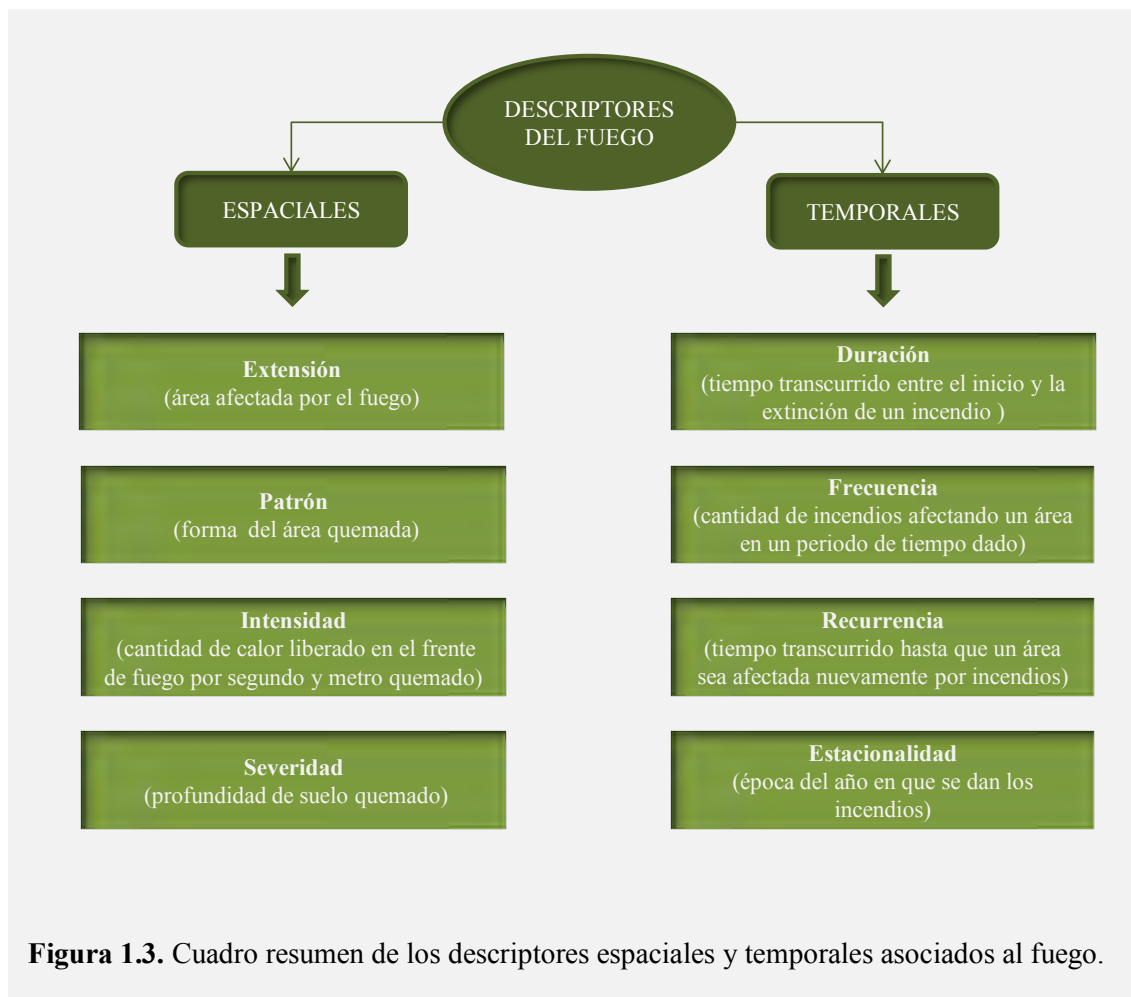 DESCRIPTORES
DEL FUEGO
ESPACIALES
TEMPORALES
Extensión
(área afectada por el fuego)
Patrón
(forma del área quemada)
Intensidad
(cantidad de calor liberado en el frente
de fuego por segundo y metro quemado)
Severidad
(profundidad de suelo quemado)
Duración
(tiempo transcurrido entre el inicio y la
extinción de un incendio )
Frecuencia
(cantidad de incendios afectando un área
en un periodo de tiempo dado)
Recurrencia
(tiempo transcurrido hasta que un área
sea afectada nuevamente por incendios)
Estacionalidad
(época del año en que se dan los
incendios)
Figura 1.3. Cuadro resumen de los descriptores espaciales y temporales asociados al fuego.